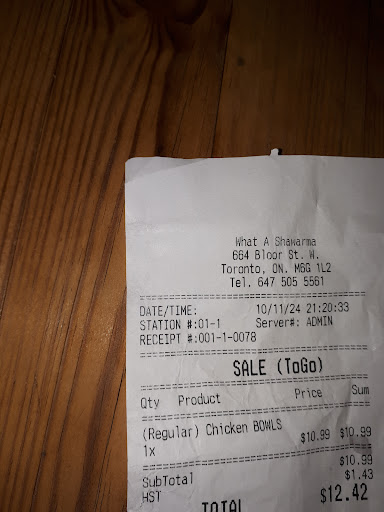 What A Shawarma
664 Bloor St. W.
Toronto, ON. M6G 1L2
Tel. 647 505 5561
DATE/TIME: 10/11/24 21:20:33
STATION #:01-1 Server#: ADMIN
RECEIPT #:001-1-0078
SALE (ToGo)
Qty Product Price Sum
(Regular) Chicken BOWLS
1x $10.99 $10.99
SubTotal $10.99
HST $1.43
TOTAL $12.42